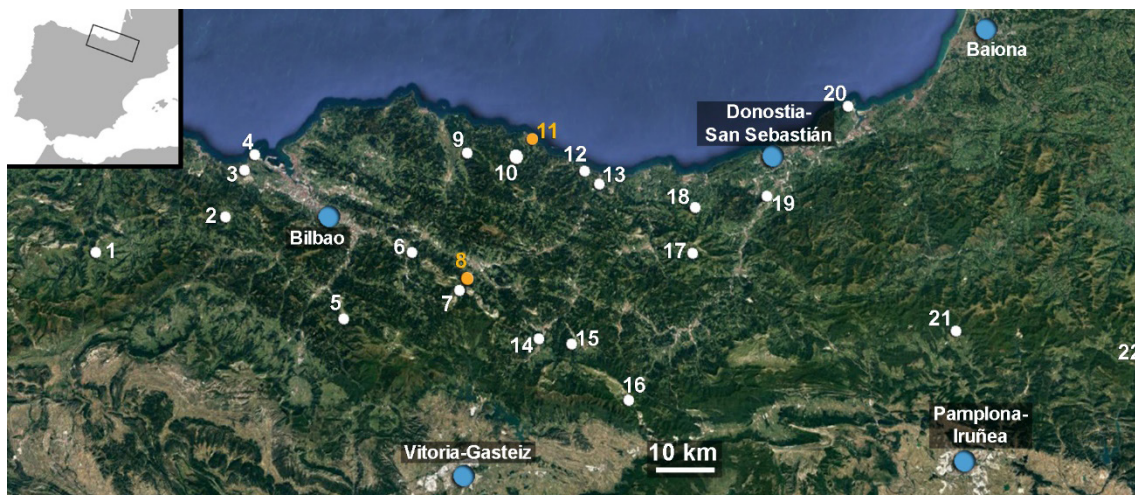 Baiona
20
Donostia-
San Sebastián
11
9
4
10
12
3
13
18
19
2
Bilbao
1
6
17
8
7
5
21
14
15
22
16
Pamplona-
Iruñea
Vitoria-Gasteiz
10 km